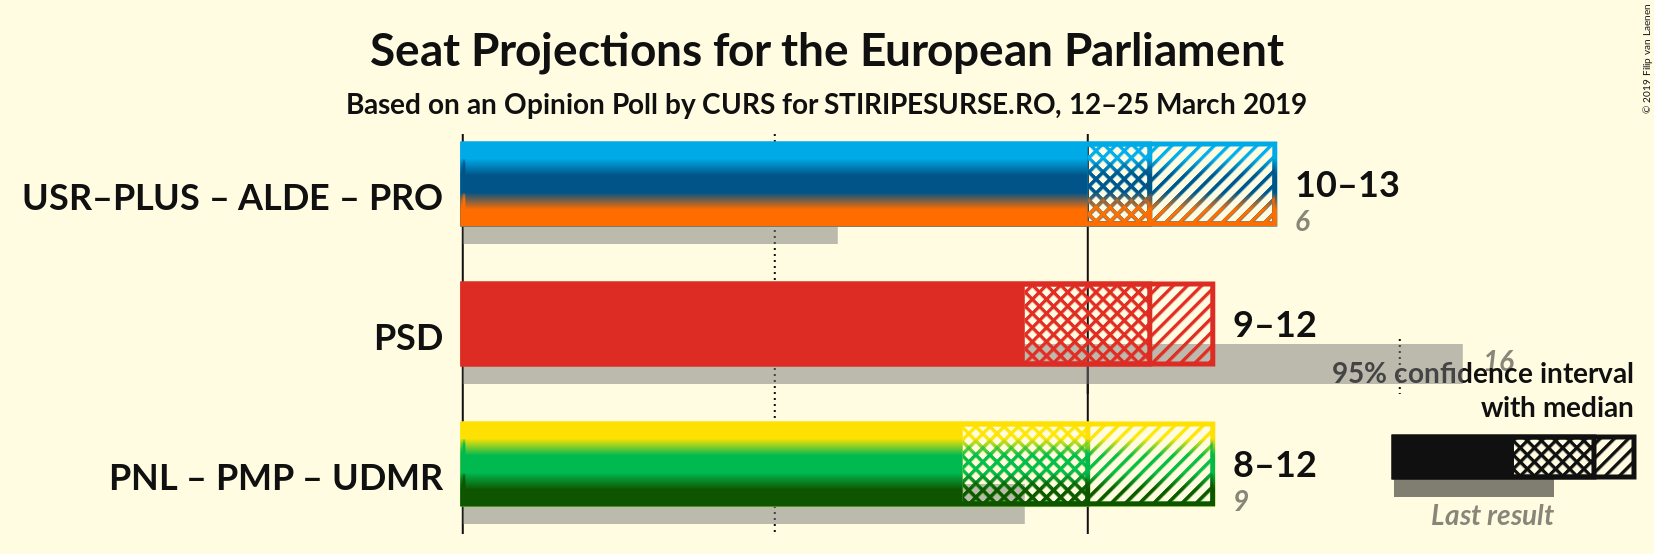 Seat Projections for the European Parliament
Based on an Opinion Poll by CURS for STIRIPESURSE.RO, 12–25 March 2019
© 2019 Filip van Laenen
USR–PLUS – ALDE – PRO
10–13
6
PSD
9–12
16
95% confidence interval
with median
PNL – PMP – UDMR
8–12
9
Last result